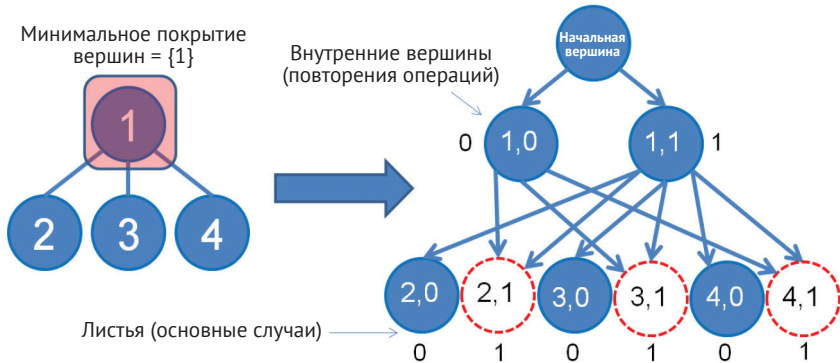 Минимальное покрытие
вершин = {1}
1
2 3 4
Начальная
вершина
Внутренние вершины
(повторения операций)
0 1,0 1,1 1
2,0 2,1 3,0 3,1 4,0 4,1
Листья (основные случаи)
0 1 0 1 0 1